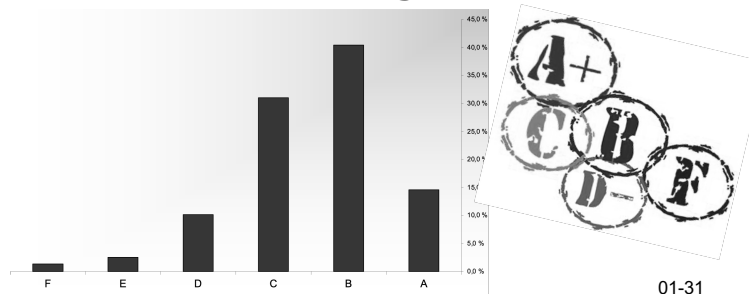 45,0 %
40,0 %
35,0 %
30,0 %
25,0 %
20,0 %
15,0 %
10,0 %
5,0 %
0,0 %
F E D C B A
A+
C B
D- F
01-31